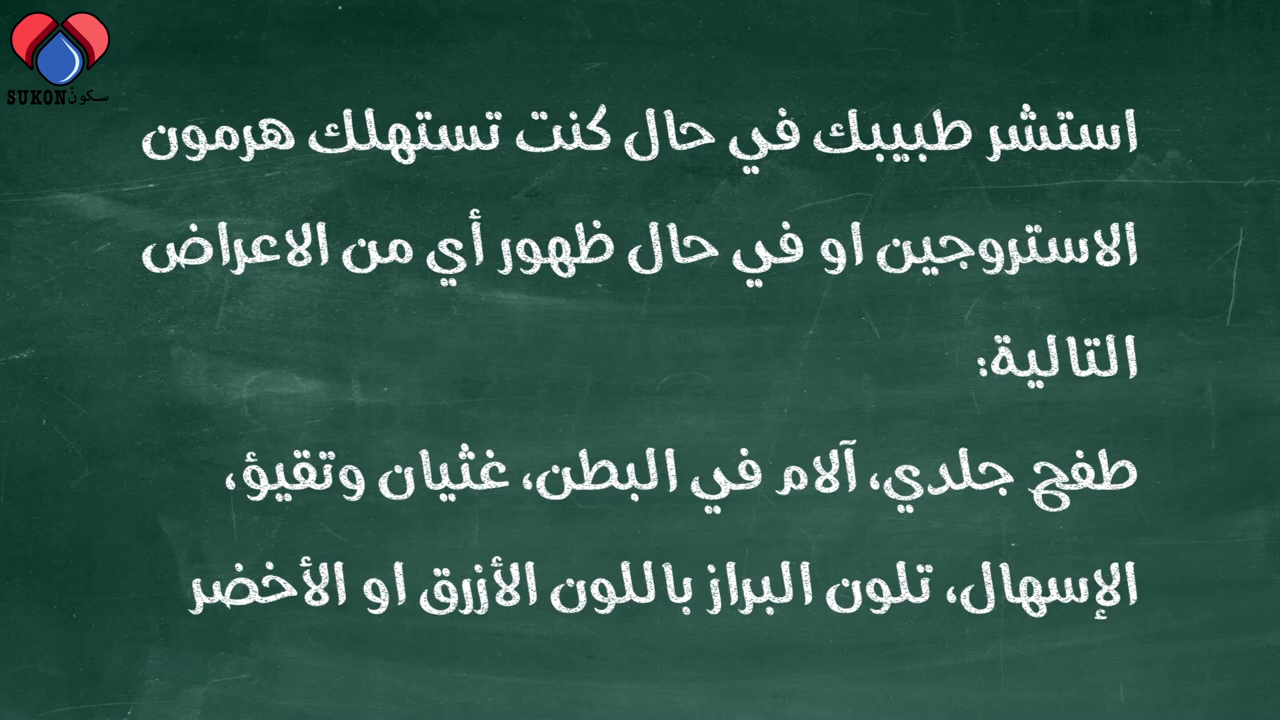 SUKON سكون
استشر طبيبك في حال كنت تستهلك هرمون
الاستروجين او في حال ظهور أي من الاعراض
التالية:
طفح جلدي، آلام في البطن، غثيان وتقيؤ،
الإسهال، تلون البراز باللون الأزرق او الأخضر